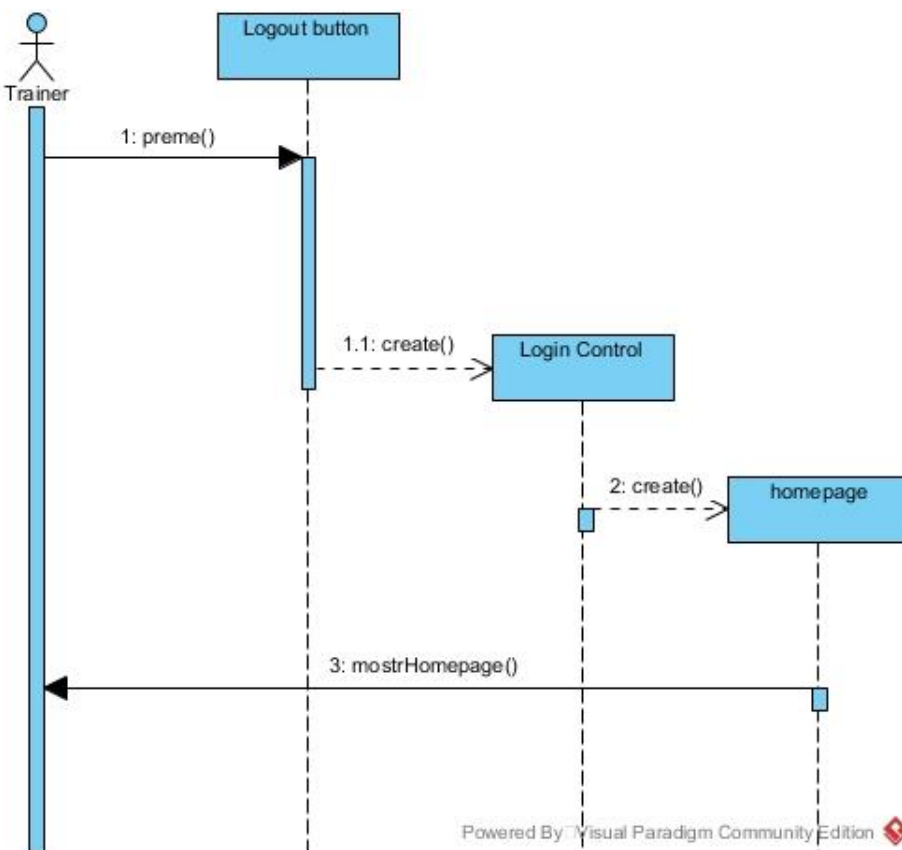 Logout button
Trainer
1: preme()
1.1: create()
Login Control
2: create()
homepage
3: mostrHomepage()
Powered By Visual Paradigm Community Edition